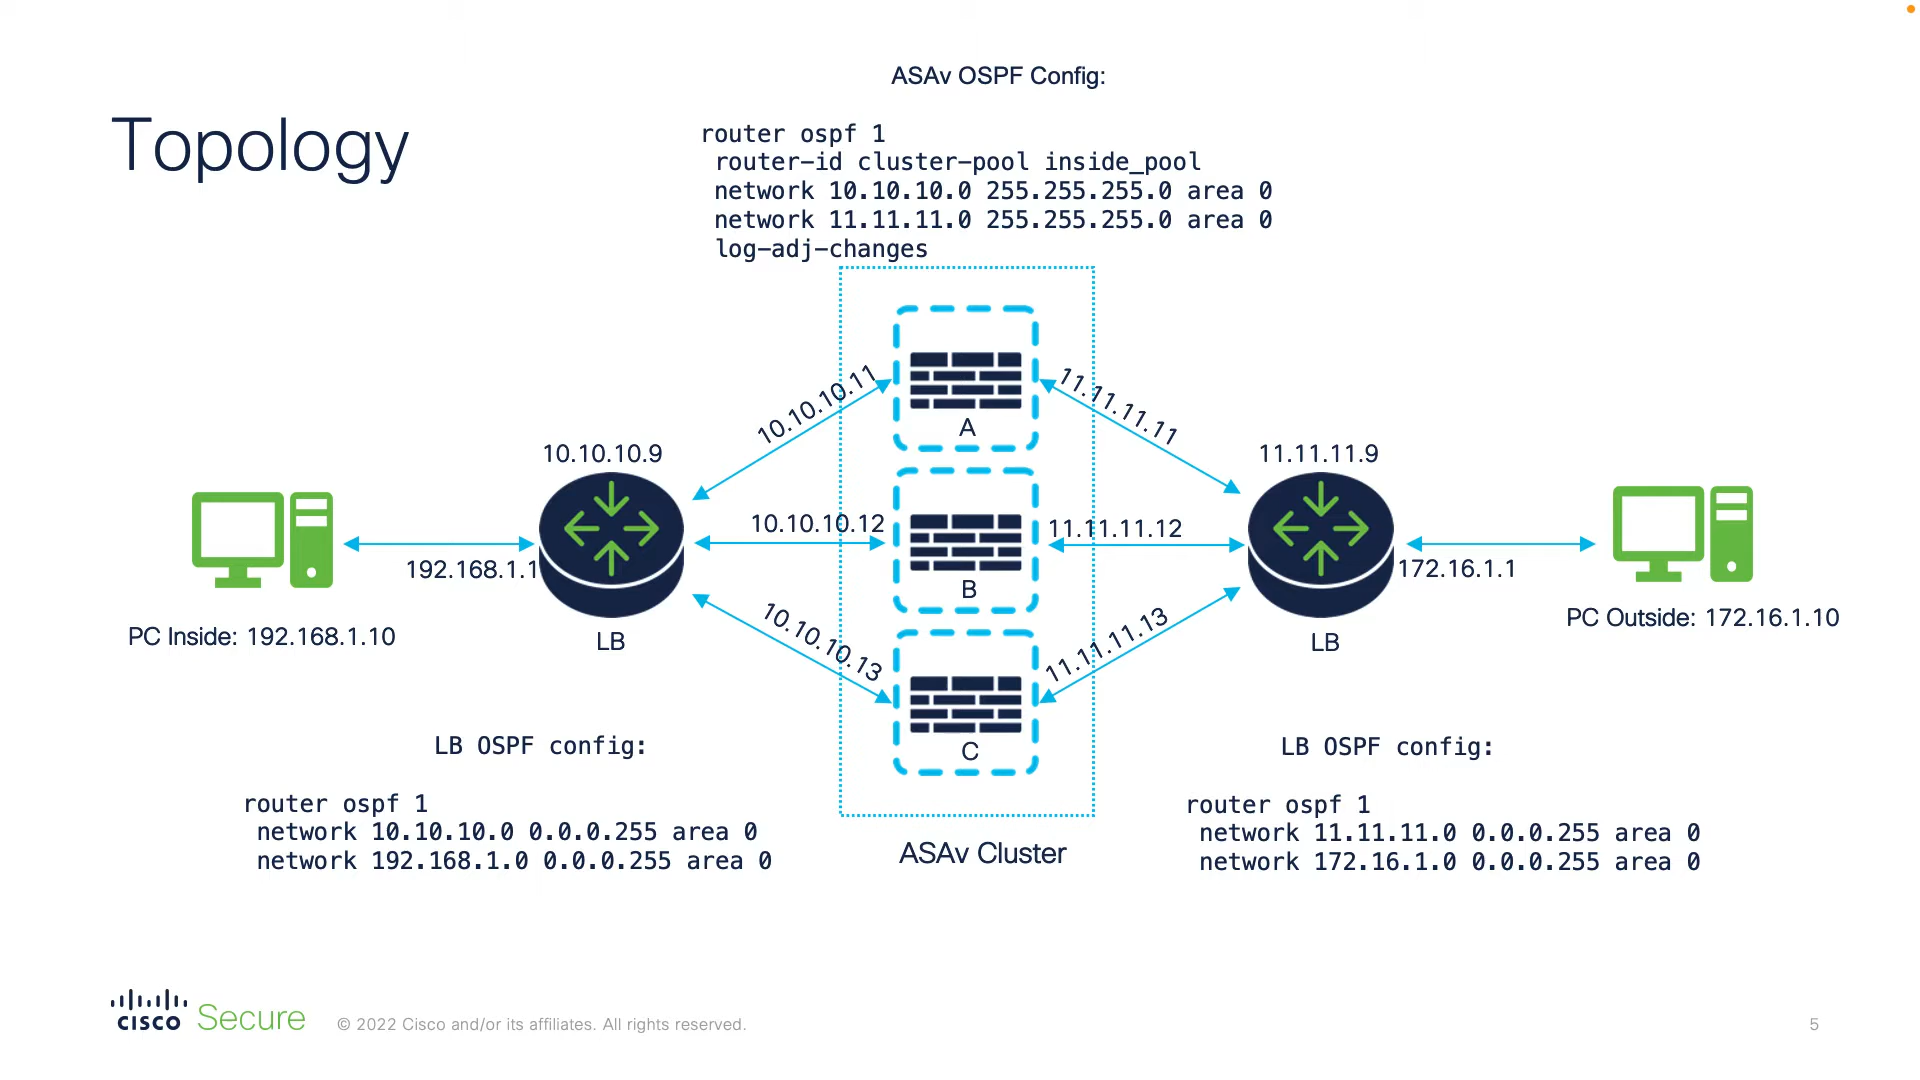 Topology
ASAv OSPF Config:
router ospf 1
router-id cluster-pool inside_pool
network 10.10.10.0 255.255.255.0 area 0
network 11.11.11.0 255.255.255.0 area 0
log-adj-changes
10.10.10.11
11.11.11.11
A
10.10.10.9
11.11.11.9
10.10.10.12
11.11.11.12
192.168.1.1
172.16.1.1
B
PC Inside: 192.168.1.10
LB
10.10.10.13
11.11.11.13
LB
PC Outside: 172.16.1.10
C
LB OSPF config:
router ospf 1
network 10.10.10.0 0.0.0.255 area 0
network 192.168.1.0 0.0.0.255 area 0
ASAv Cluster
LB OSPF config:
router ospf 1
network 11.11.11.0 0.0.0.255 area 0
network 172.16.1.0 0.0.0.255 area 0
cisco Secure
© 2022 Cisco and/or its affiliates. All rights reserved.
5